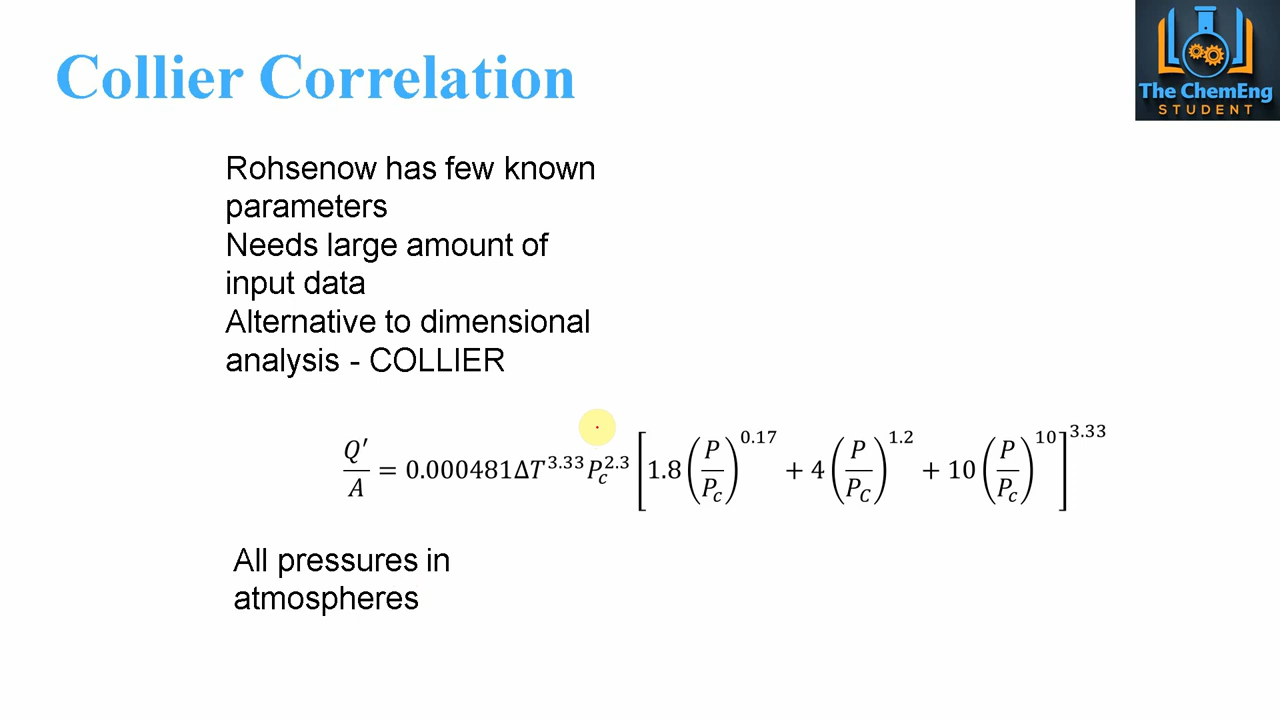 Collier Correlation
The ChemEng
STUDENT
Rohsenow has few known
parameters
Needs large amount of
input data
Alternative to dimensional
analysis - COLLIER
Q′/A = 0.000481ΔT^3.33 P_c^2.3 [1.8(P/P_c)^0.17 + 4(P/P_C)^1.2 + 10(P/P_c)^10]^3.33
All pressures in
atmospheres